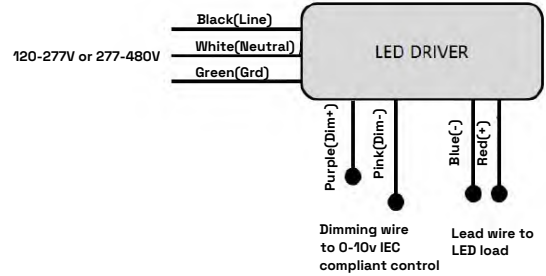 Black(Line)
White(Neutral)
120-277V or 277-480V
Green(Grd)
LED DRIVER
Purple(Dim+)
Pink(Dim-)
Blue(-)
Red(+)
Dimming wire
to 0-10v IEC
compliant control
Lead wire to
LED load